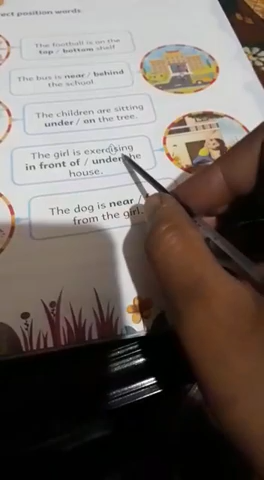 ect position words.
The football is on the
top / bottom shelf
The bus is near / behind
the school
The children are sitting
under / on the tree.
The girl is exercising
in front of / under the
house.
The dog is near /
from the girl.